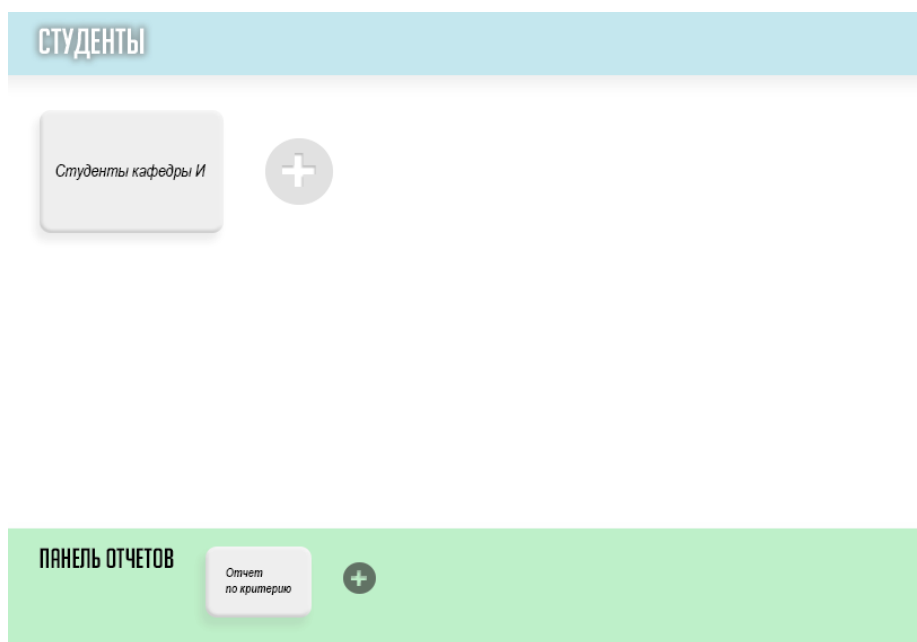 СТУДЕНТЫ
Студенты кафедры И
ПАНЕЛЬ ОТЧЕТОВ
Отчет
по критерию